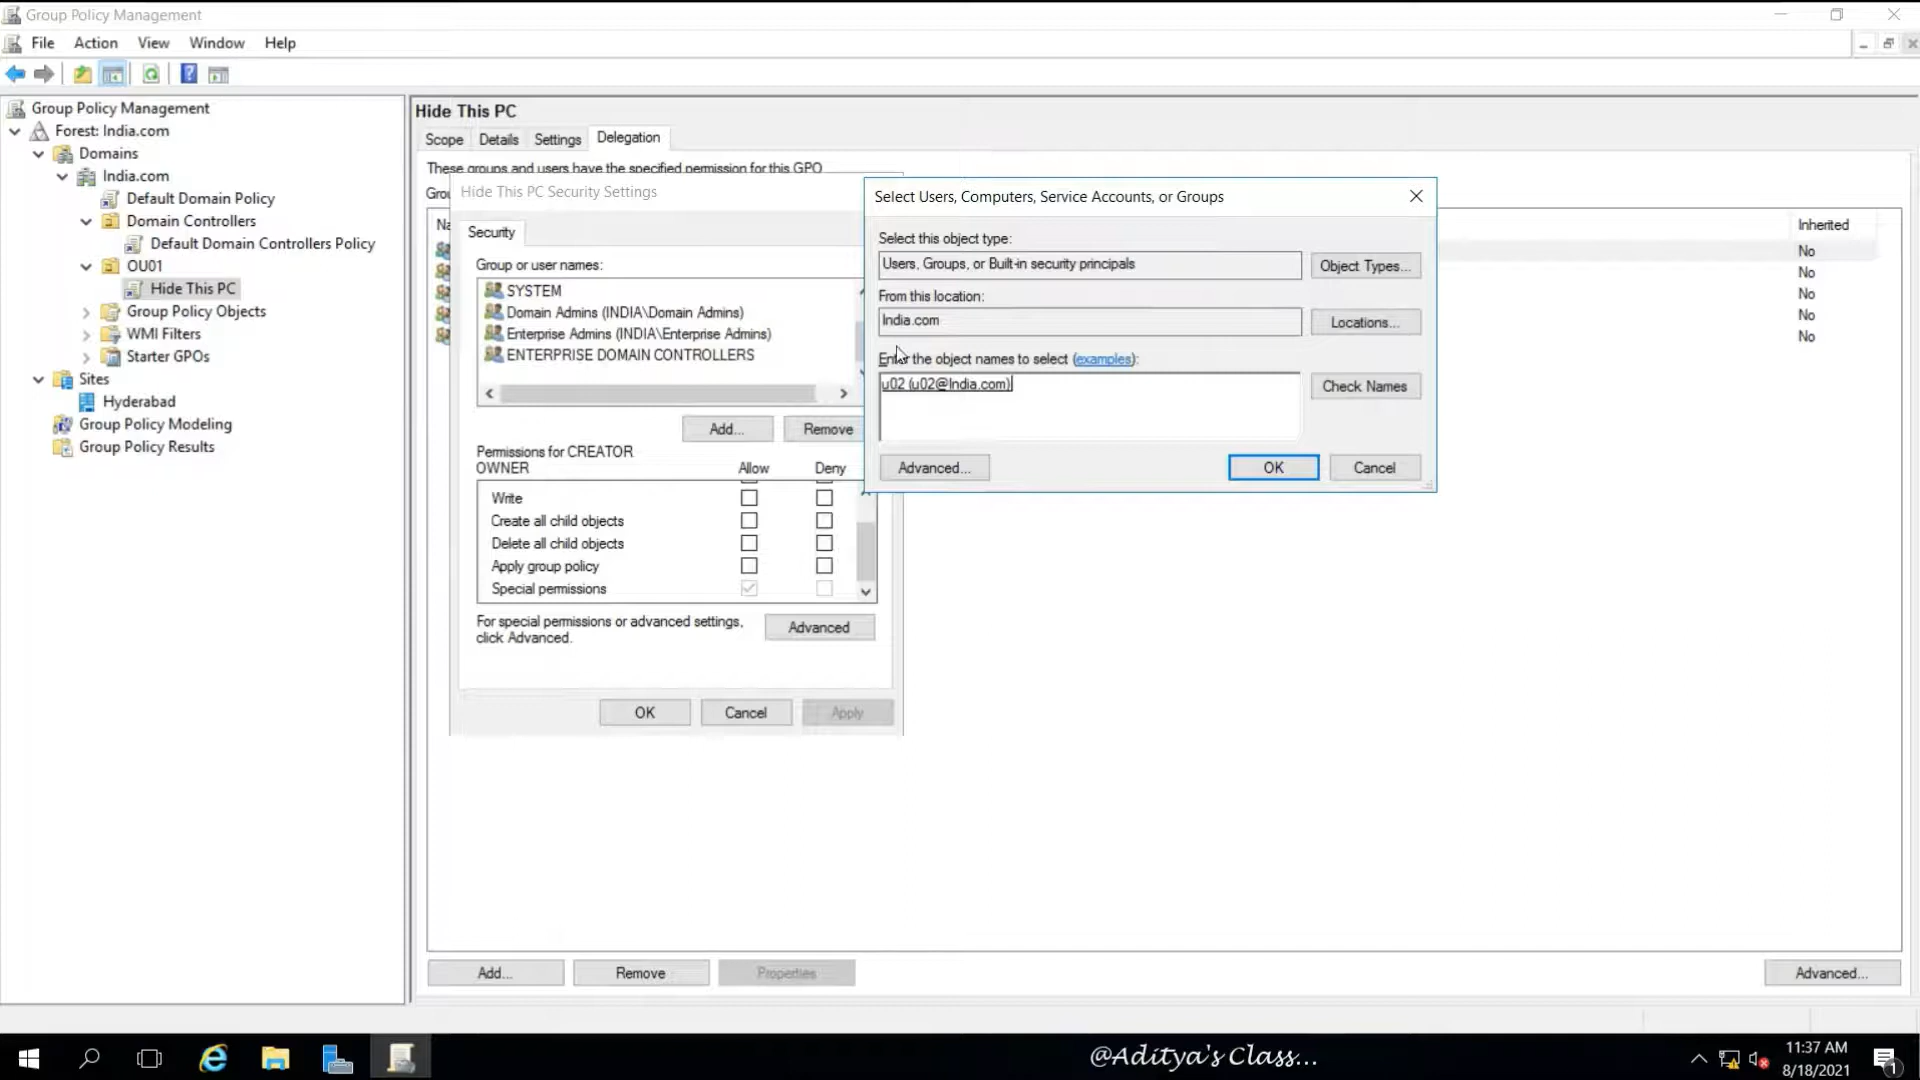 Group Policy Management
File Action View Window Help
Group Policy Management
Forest: India.com
Domains
India.com
Default Domain Policy
Domain Controllers
Default Domain Controllers Policy
OU01
Hide This PC
Group Policy Objects
WMI Filters
Starter GPOs
Sites
Hyderabad
Group Policy Modeling
Group Policy Results
Hide This PC
Scope Details Settings Delegation
These groups and users have the specified permission for this GPO
Inherited
No
No
No
No
No
Add... Remove Properties Advanced...
Hide This PC Security Settings
Security
Group or user names:
SYSTEM
Domain Admins (INDIA\Domain Admins)
Enterprise Admins (INDIA\Enterprise Admins)
ENTERPRISE DOMAIN CONTROLLERS
Add... Remove
Permissions for CREATOR
OWNER Allow Deny
Write
Create all child objects
Delete all child objects
Apply group policy
Special permissions
For special permissions or advanced settings,
click Advanced.
Advanced
OK Cancel Apply
Select Users, Computers, Service Accounts, or Groups
Select this object type:
Users, Groups, or Built-in security principals Object Types...
From this location:
India.com Locations...
Enter the object names to select (examples):
u02 (u02@India.com) Check Names
Advanced... OK Cancel
@Aditya's Class...
11:37 AM
8/18/2021
1